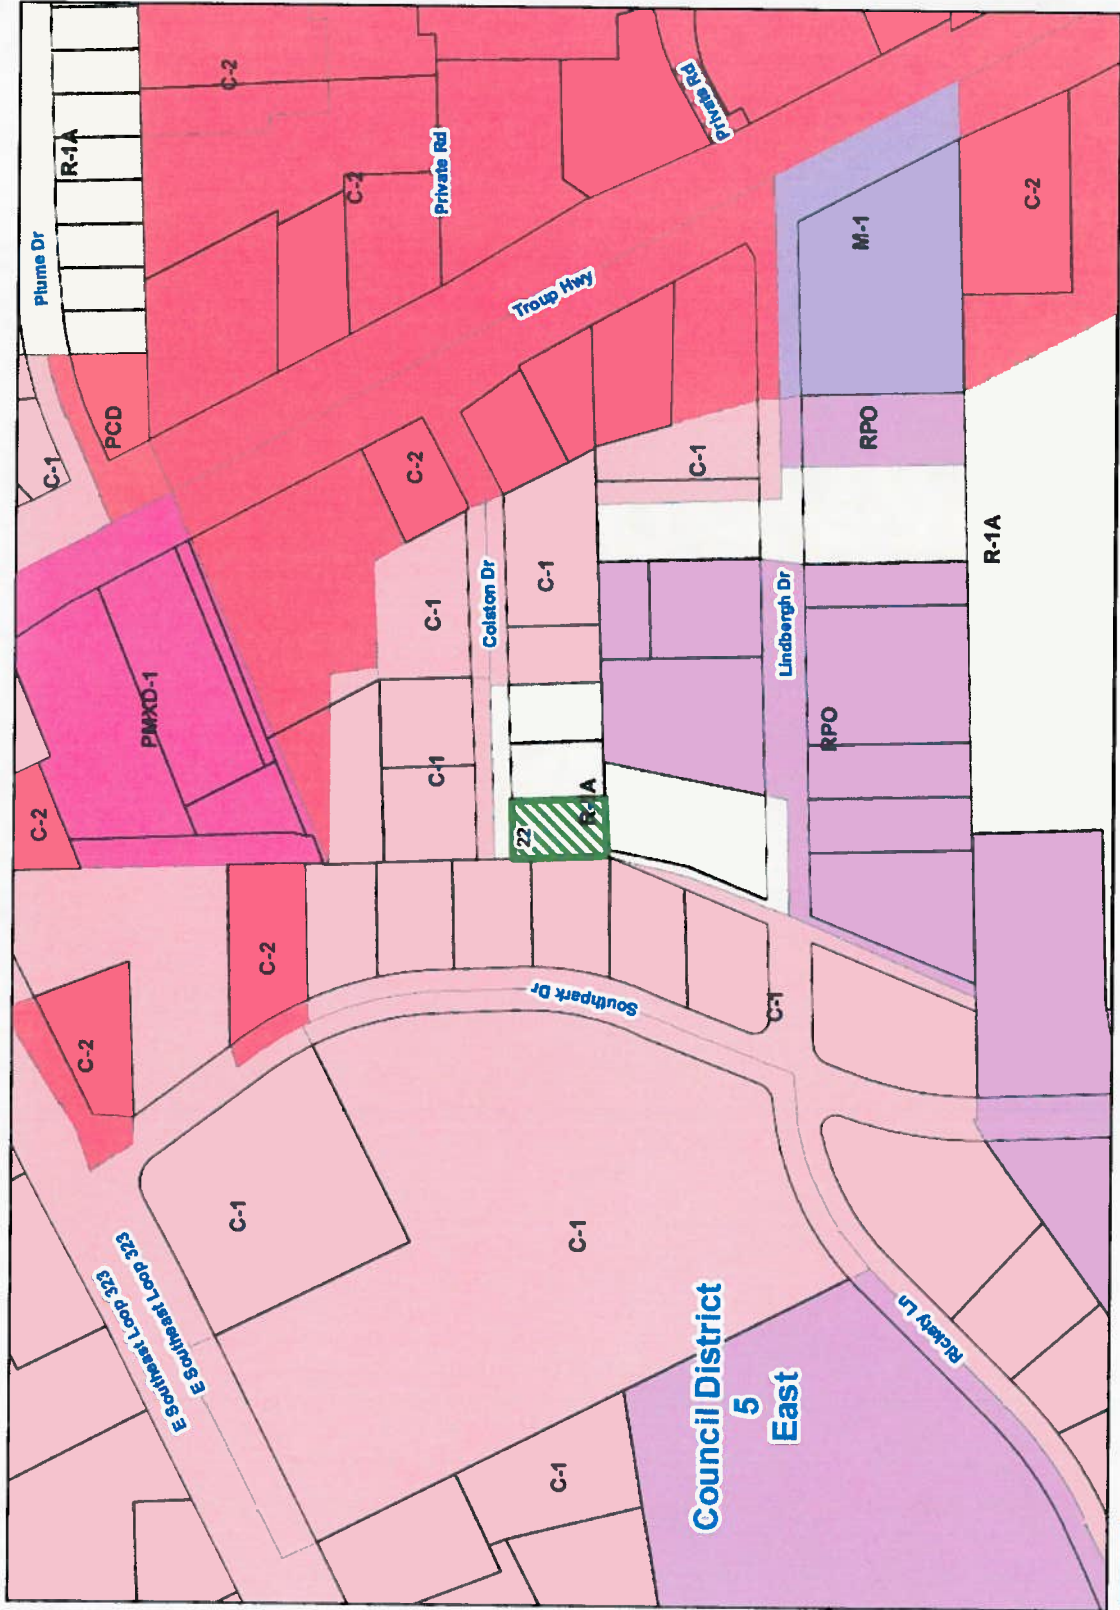 Plume Dr
R-1A
C-2
C-2
Private Rd
Private Rd
C-1
PCD
Troup Hwy
M-1
C-2
C-2
RPO
C-1
PMXD-1
C-1
Colston Dr
C-1
R-1A
Lindbergh Dr
C-2
C-1
22
R-1A
RPO
C-2
Southpark Dr
C-1
C-2
C-1
E Southeast Loop 323
E Southeast Loop 323
C-1
Rickety Ln
Council District
5
East
C-1